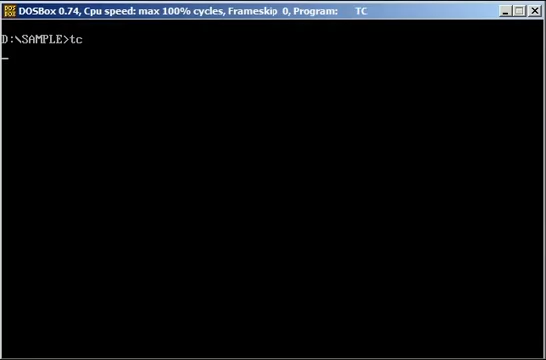 DOSBox 0.74, Cpu speed: max 100% cycles, Frameskip 0, Program: TC
D:\SAMPLE>tc